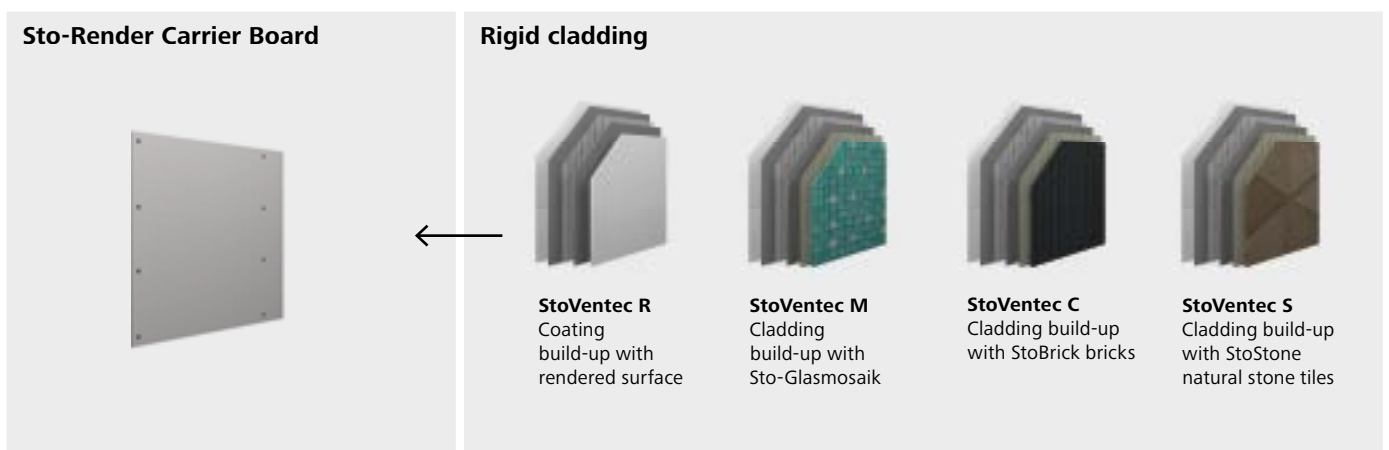 Sto-Render Carrier Board
Rigid cladding
StoVentec R
Coating
build-up with
rendered surface
StoVentec M
Cladding
build-up with
Sto-Glasmosaik
StoVentec C
Cladding build-up
with StoBrick bricks
StoVentec S
Cladding build-up
with StoStone
natural stone tiles